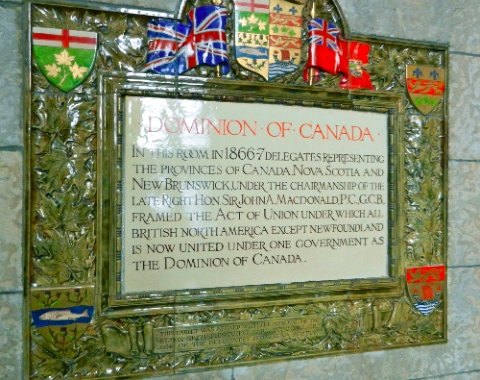 DOMINION · OF · CANADA ·
IN THIS ROOM IN 1866-7 DELEGATES REPRESENTING
THE PROVINCES OF CANADA, NOVA SCOTIA AND
NEW BRUNSWICK, UNDER THE CHAIRMANSHIP OF THE
LATE RIGHT HON. SIR JOHN A. MACDONALD, P.C., G.C.B.,
FRAMED THE ACT OF UNION UNDER WHICH ALL
BRITISH NORTH AMERICA EXCEPT NEWFOUNDLAND
IS NOW UNITED UNDER ONE GOVERNMENT AS
THE DOMINION OF CANADA.